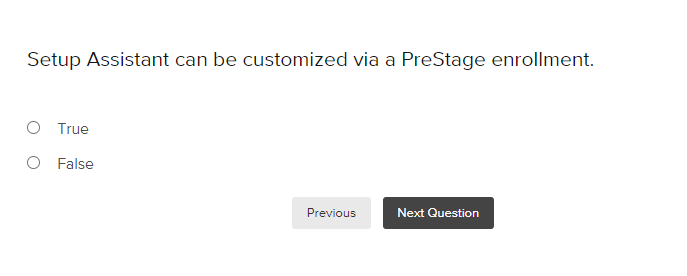 Setup Assistant can be customized via a PreStage enrollment.
True
False
Previous
Next Question